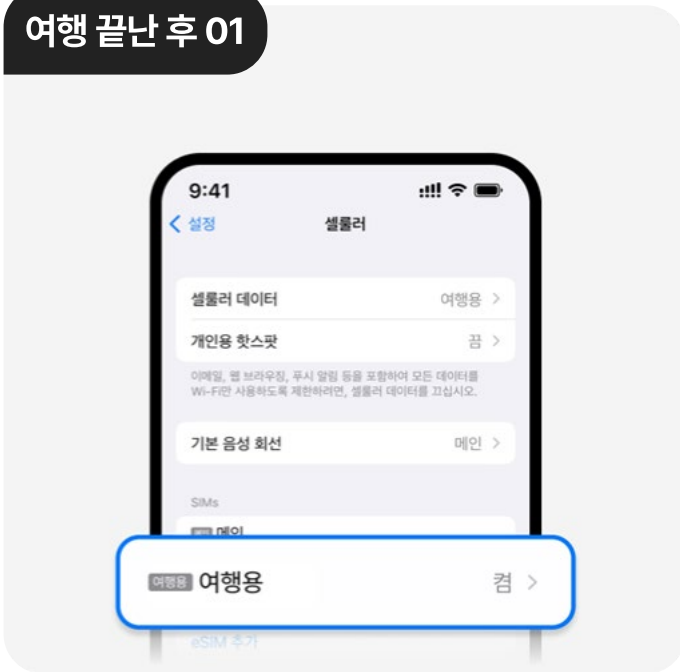 여행 끝난 후 01
9:41
설정
셀룰러
셀룰러 데이터
여행용
개인용 핫스팟
끔
이메일, 웹 브라우징, 푸시 알림 등을 포함하여 모든 데이터를
Wi-Fi만 사용하도록 제한하려면, 셀룰러 데이터를 끄십시오.
기본 음성 회선
메인
SIMs
메인
여행용 여행용
켬
eSIM 추가